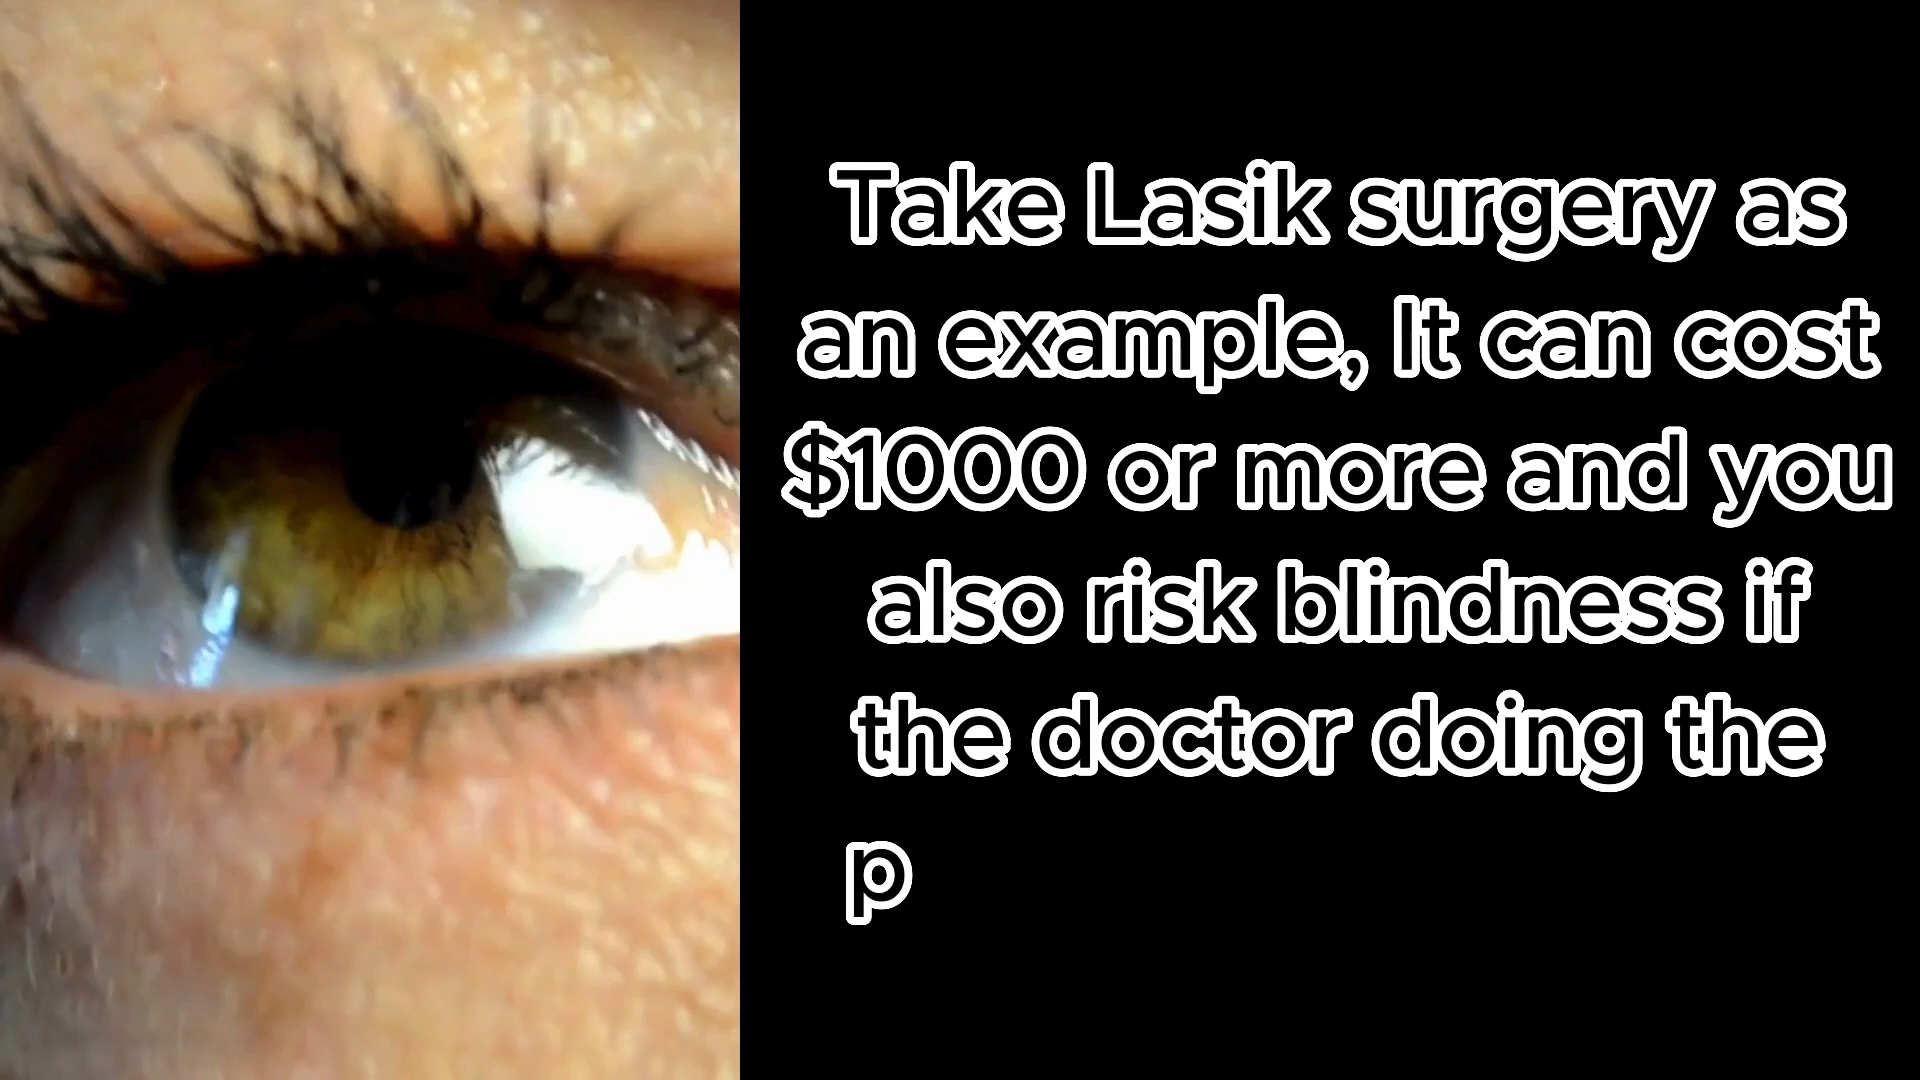 Take Lasik surgery as
an example, It can cost
$1000 or more and you
also risk blindness if
the doctor doing the
p